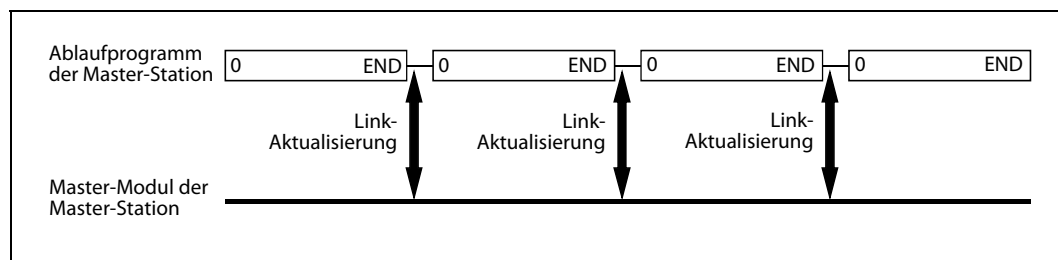 Ablaufprogramm
der Master-Station
0 END 0 END 0 END 0 END
Link-
Aktualisierung
Link-
Aktualisierung
Link-
Aktualisierung
Master-Modul der
Master-Station